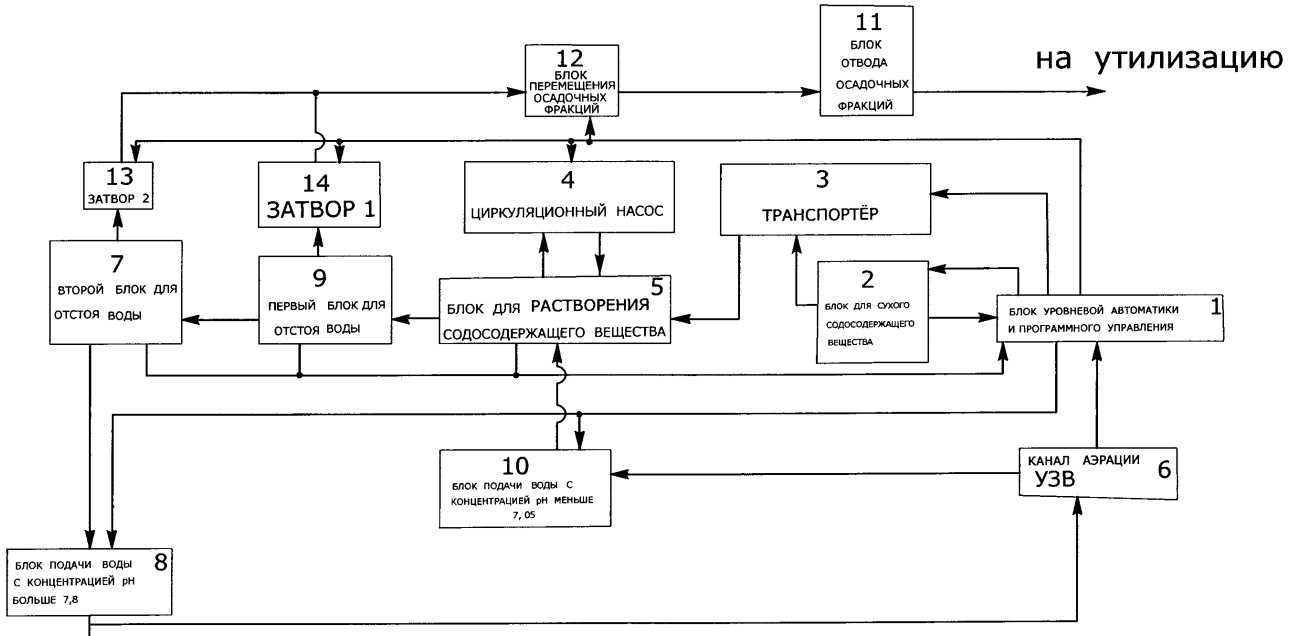 11
БЛОК
ОТВОДА
ОСАДОЧНЫХ
ФРАКЦИЙ
на утилизацию
12
БЛОК
ПЕРЕМЕЩЕНИЯ
ОСАДОЧНЫХ
ФРАКЦИЙ
13
ЗАТВОР 2
14
ЗАТВОР 1
4
ЦИРКУЛЯЦИОННЫЙ НАСОС
3
ТРАНСПОРТЁР
7
ВТОРОЙ БЛОК ДЛЯ
ОТСТОЯ ВОДЫ
9
ПЕРВЫЙ БЛОК ДЛЯ
ОТСТОЯ ВОДЫ
5
БЛОК ДЛЯ РАСТВОРЕНИЯ
СОДОСОДЕРЖАЩЕГО ВЕЩЕСТВА
2
БЛОК ДЛЯ СУХОГО
СОДОСОДЕРЖАЩЕГО
ВЕЩЕСТВА
БЛОК УРОВНЕВОЙ АВТОМАТИКИ 1
И ПРОГРАММНОГО УПРАВЛЕНИЯ
10
БЛОК ПОДАЧИ ВОДЫ С
КОНЦЕНТРАЦИЕЙ pH МЕНЬШЕ
7, 05
КАНАЛ АЭРАЦИИ 6
УЗВ
БЛОК ПОДАЧИ ВОДЫ 8
С КОНЦЕНТРАЦИЕЙ pH
БОЛЬШЕ 7,8